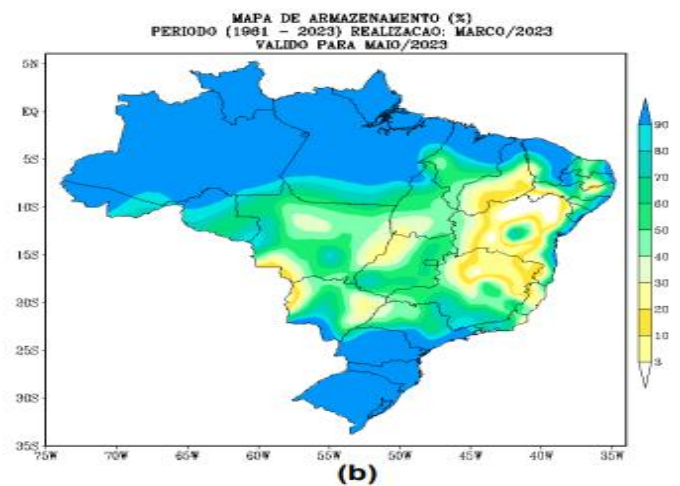 MAPA DE ARMAZENAMENTO (%)
PERIODO (1961 - 2023) REALIZACAO: MARCO/2023
VALIDO PARA MAIO/2023
5N
EQ
5S
10S
15S
20S
25S
30S
35S
75W 70W 65W 60W 55W 50W 45W 40W 35W
90
80
70
60
50
40
30
20
10
3
(b)